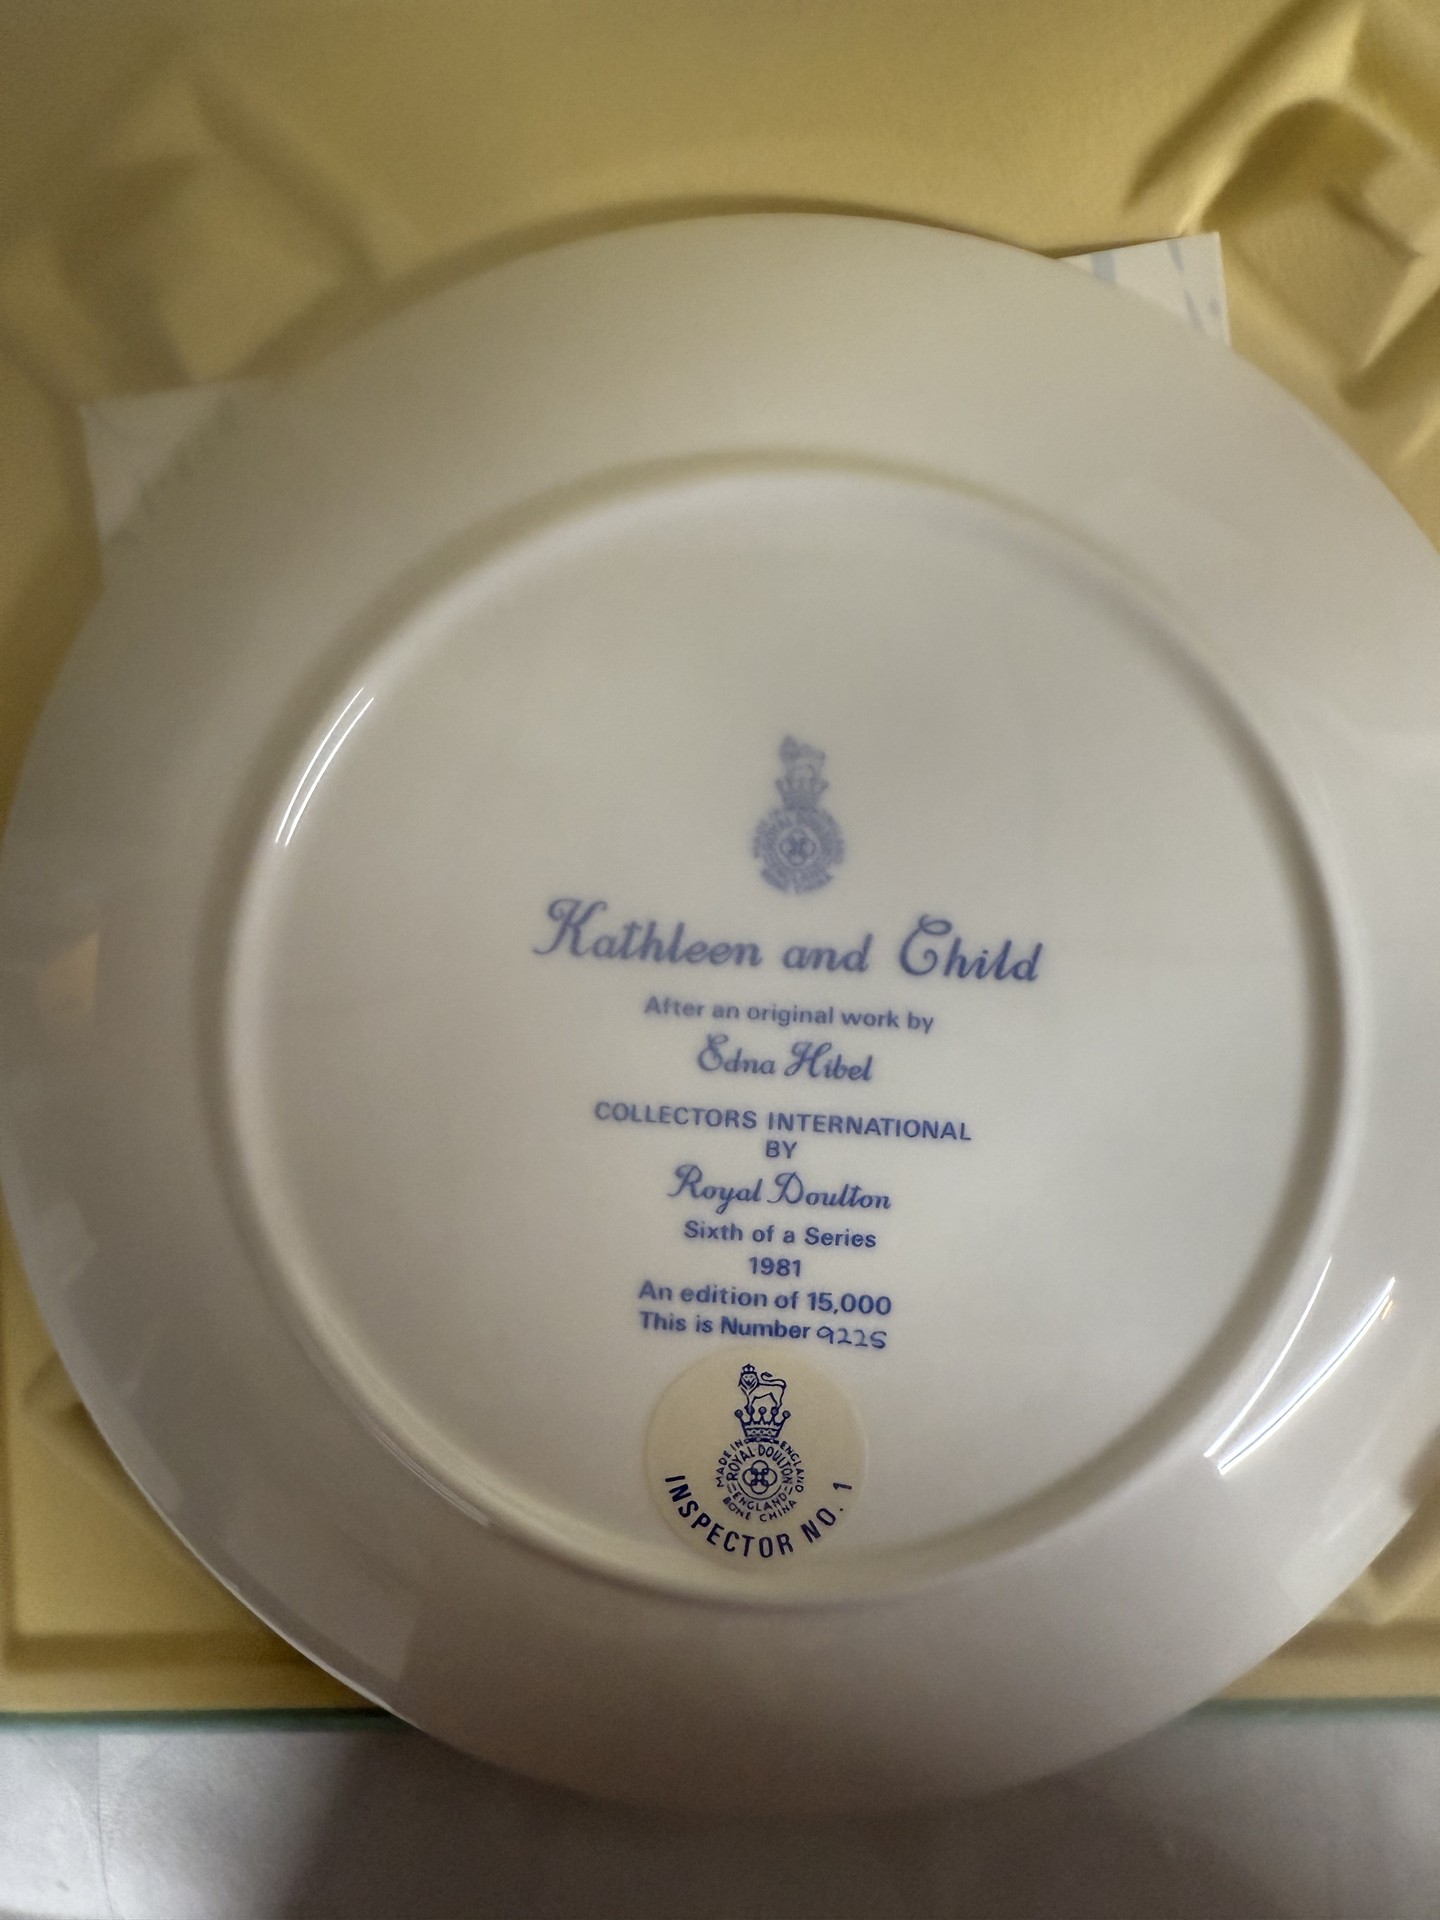 Kathleen and Child
After an original work by
Edna Hibel
COLLECTORS INTERNATIONAL
BY
Royal Doulton
Sixth of a Series
1981
An edition of 15,000
This is Number 9225
MADE IN ENGLAND
ROYAL DOULTON
ENGLAND
BONE CHINA
INSPECTOR NO. 1